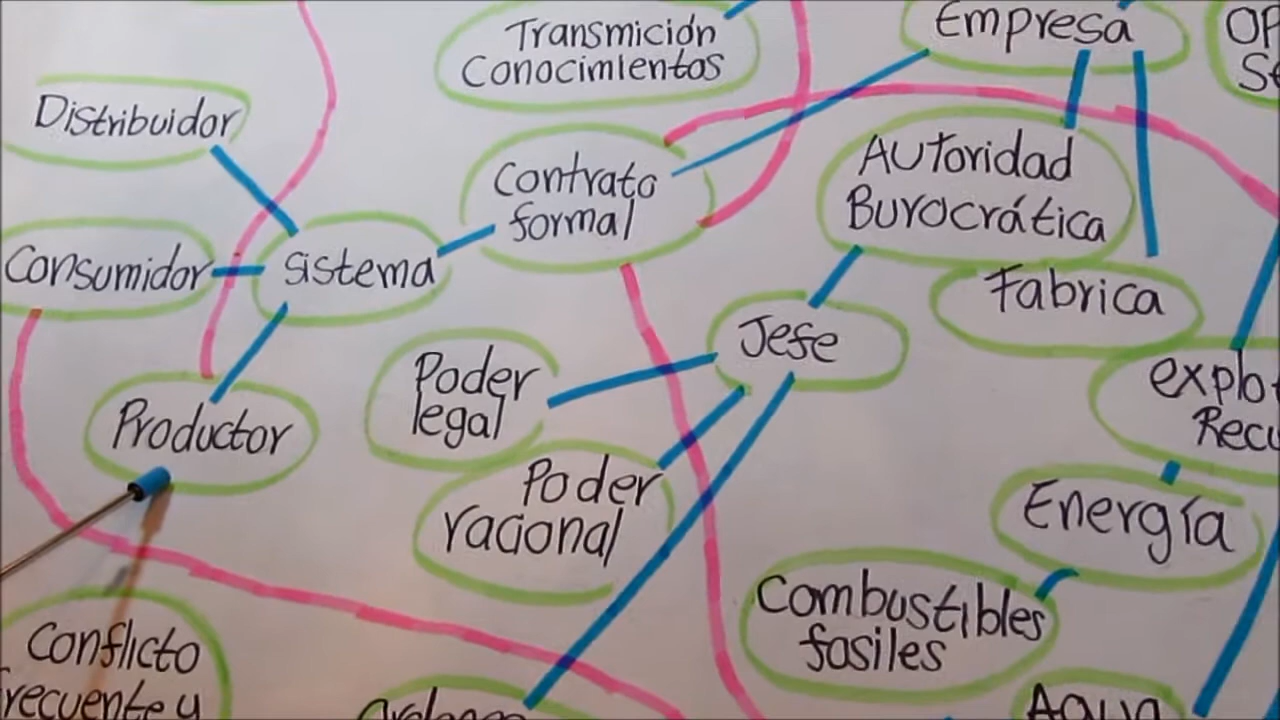 Transmición
Conocimientos
Empresa
Distribuidor
Contrato
formal
Autoridad
Burocrática
Consumidor
Sistema
Fabrica
Jefe
Poder
legal
Productor
Poder
racional
Energía
Combustibles
fosiles
Conflicto